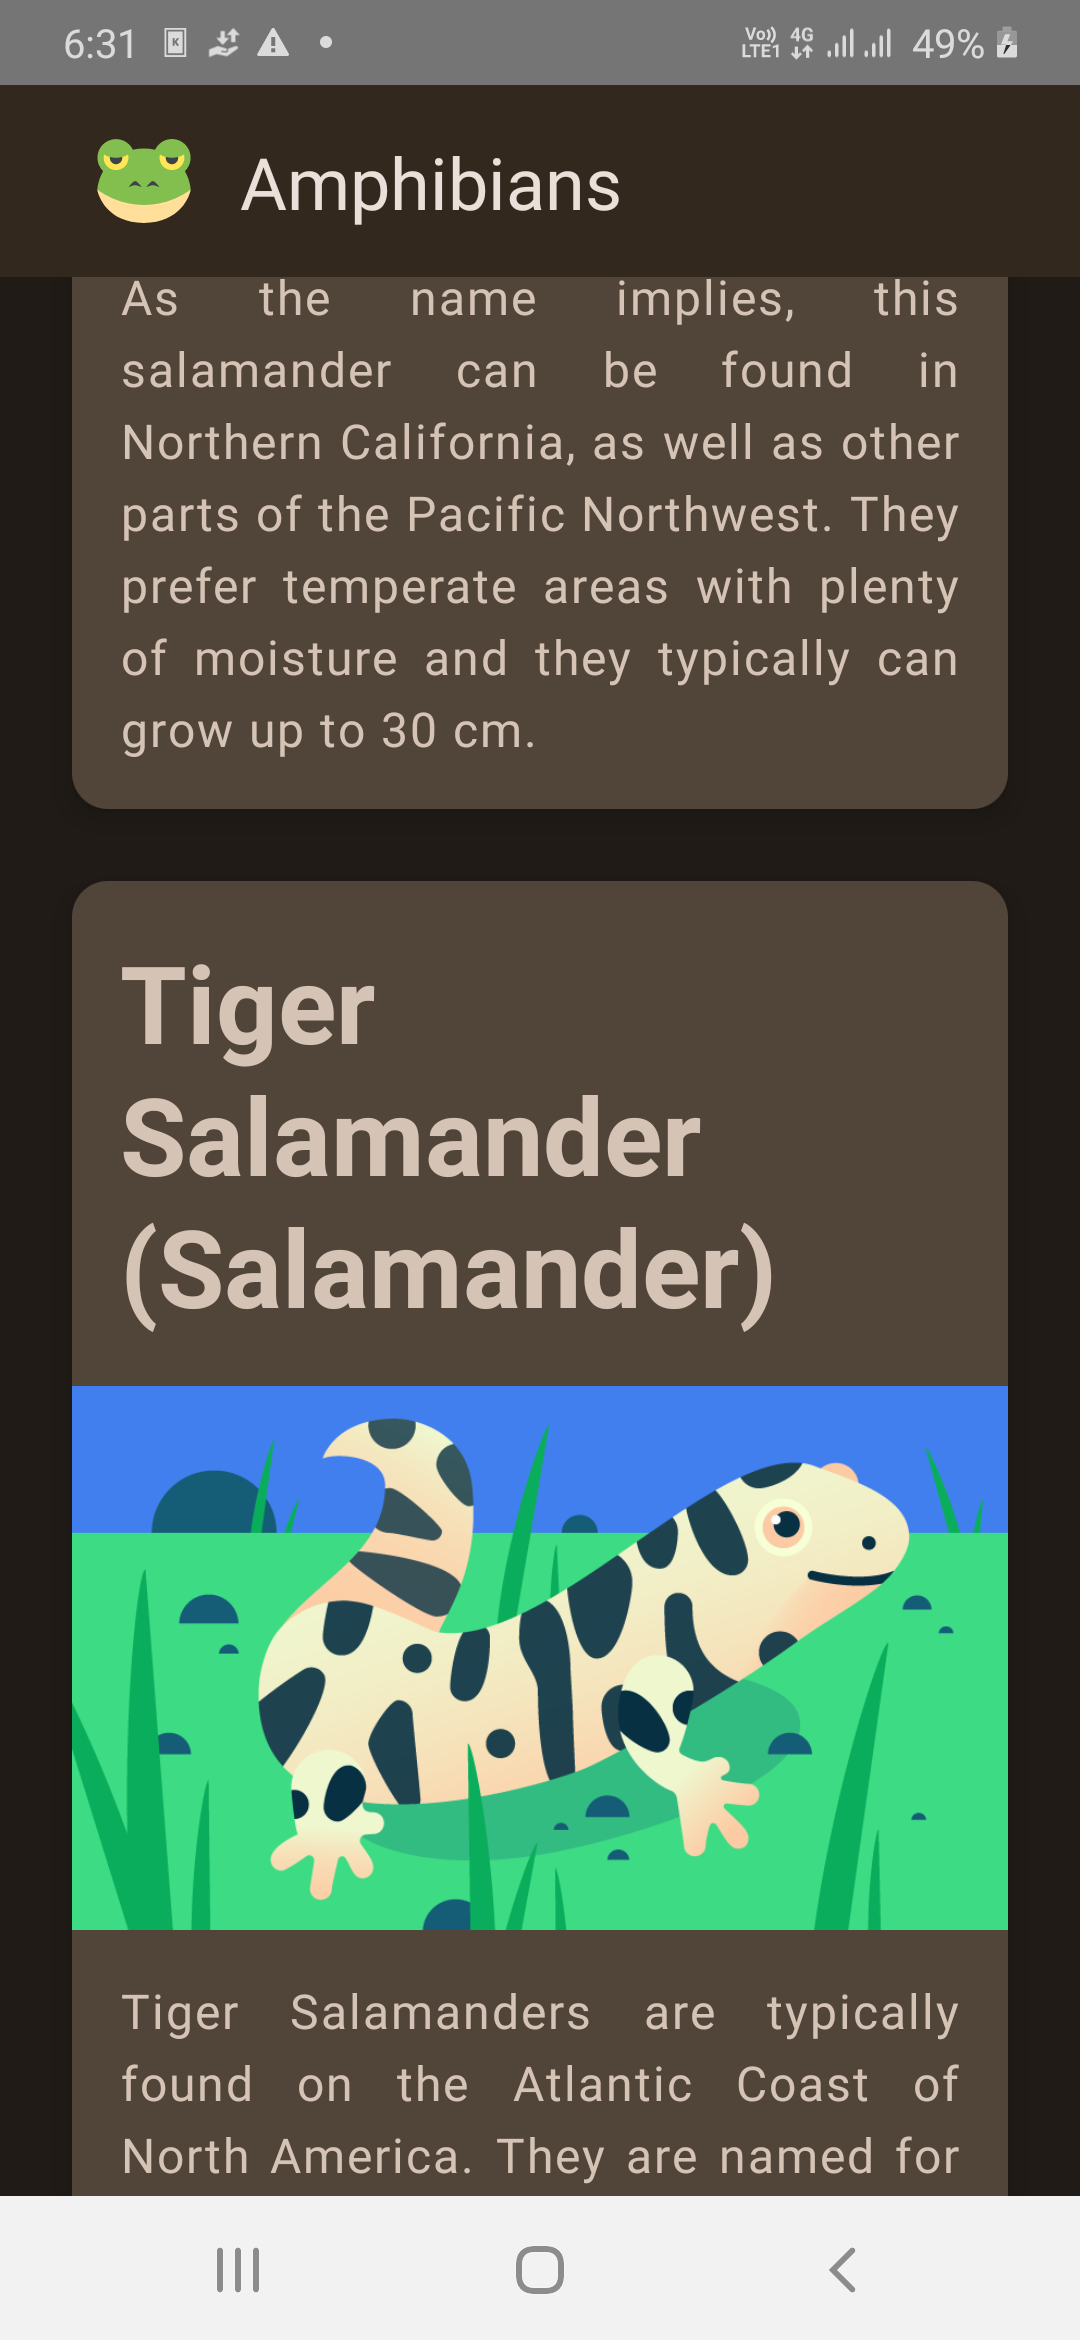 6:31
K
Vo)) 4G 49%
LTE1
Amphibians
As the name implies, this
salamander can be found in
Northern California, as well as other
parts of the Pacific Northwest. They
prefer temperate areas with plenty
of moisture and they typically can
grow up to 30 cm.
Tiger
Salamander
(Salamander)
Tiger Salamanders are typically
found on the Atlantic Coast of
North America. They are named for